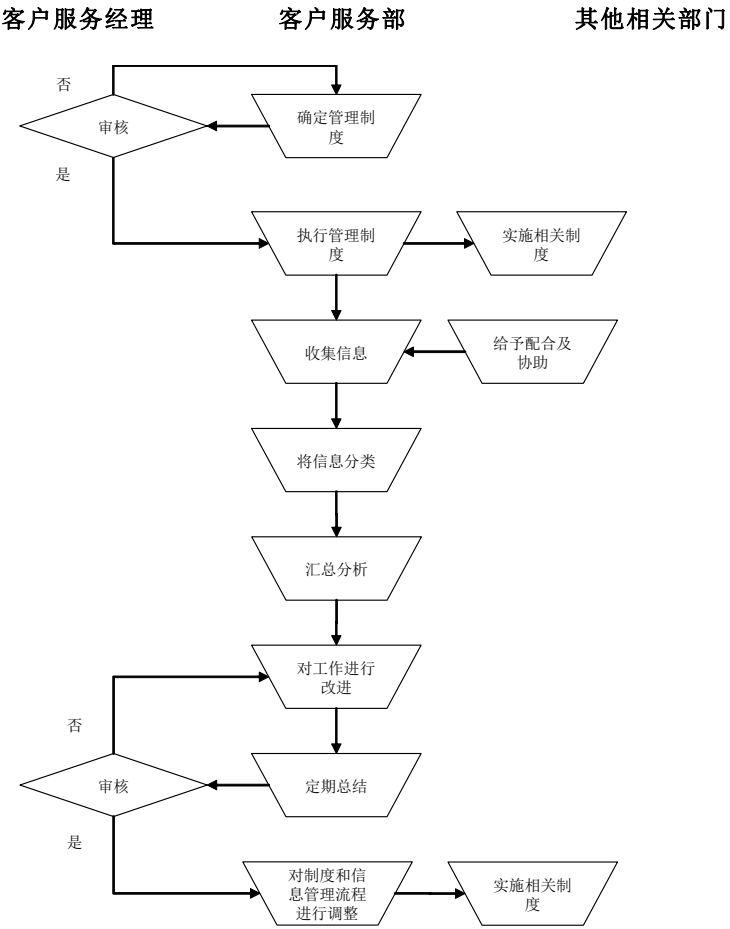 客户服务经理
客户服务部
其他相关部门
否
审核
确定管理制
度
是
执行管理制
度
实施相关制
度
收集信息
给予配合及
协助
将信息分类
汇总分析
对工作进行
改进
否
审核
定期总结
是
对制度和信
息管理流程
进行调整
实施相关制
度